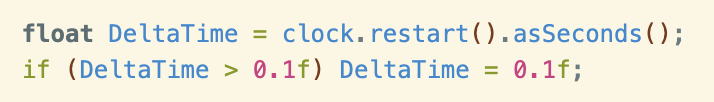 float DeltaTime = clock.restart().asSeconds();
if (DeltaTime > 0.1f) DeltaTime = 0.1f;